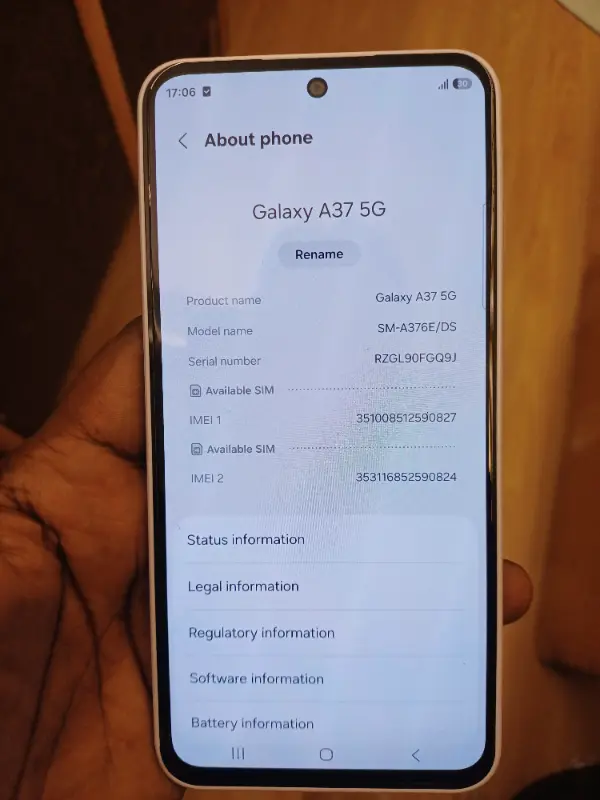 17:06
30
About phone
Galaxy A37 5G
Rename
Product name Galaxy A37 5G
Model name SM-A376E/DS
Serial number RZGL90FGQ9J
Available SIM
IMEI 1 351008512590827
Available SIM
IMEI 2 353116852590824
Status information
Legal information
Regulatory information
Software information
Battery information